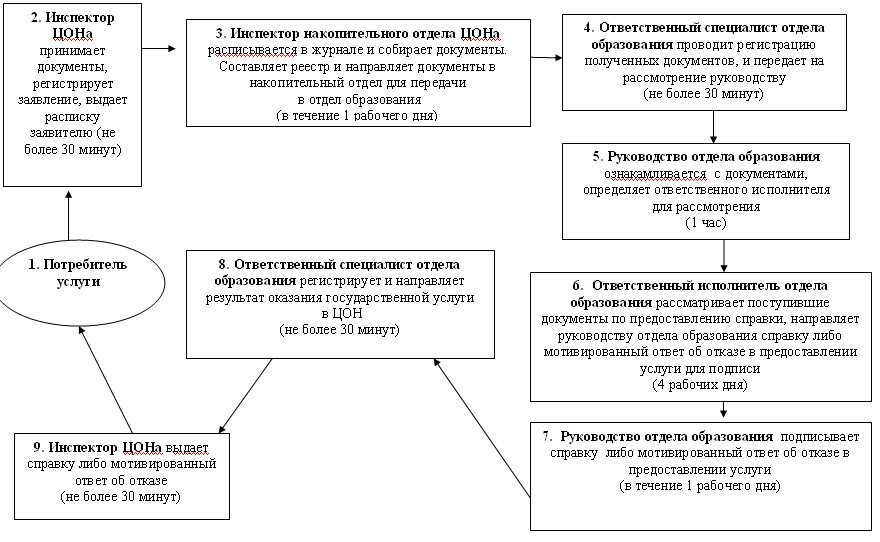 1. Потребитель
услуги
2. Инспектор
ЦОНа
принимает
документы,
регистрирует
заявление, выдает
расписку
заявителю (не
более 30 минут)
3. Инспектор накопительного отдела ЦОНа
расписывается в журнале и собирает документы.
Составляет реестр и направляет документы в
накопительный отдел для передачи
в отдел образования
(в течение 1 рабочего дня)
4. Ответственный специалист отдела
образования проводит регистрацию
полученных документов, и передает на
рассмотрение руководству
(не более 30 минут)
5. Руководство отдела образования
ознакамливается с документами,
определяет ответственного исполнителя
для рассмотрения
(1 час)
6. Ответственный исполнитель отдела
образования рассматривает поступившие
документы по предоставлению справки, направляет
руководству отдела образования справку либо
мотивированный ответ об отказе в предоставлении
услуги для подписи
(4 рабочих дня)
7. Руководство отдела образования подписывает
справку либо мотивированный ответ об отказе в
предоставлении услуги
(в течение 1 рабочего дня)
8. Ответственный специалист отдела
образования регистрирует и направляет
результат оказания государственной услуги
в ЦОН
(не более 30 минут)
9. Инспектор ЦОНа выдает
справку либо мотивированный
ответ об отказе
(не более 30 минут)